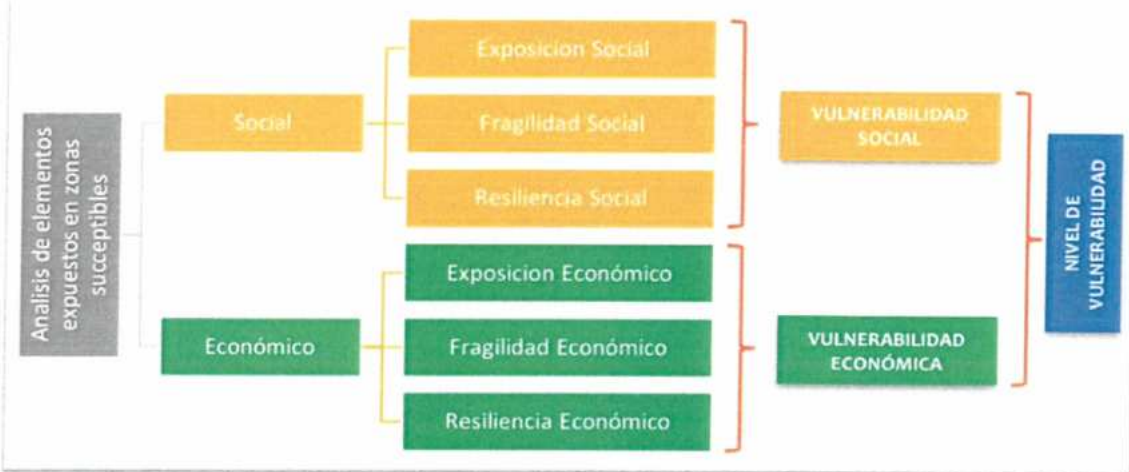 Analisis de elementos
expuestos en zonas
succeptibles
Social
Exposicion Social
Fragilidad Social
Resiliencia Social
VULNERABILIDAD
SOCIAL
Económico
Exposicion Económico
Fragilidad Económico
Resiliencia Económico
VULNERABILIDAD
ECONÓMICA
NIVEL DE
VULNERABILIDAD